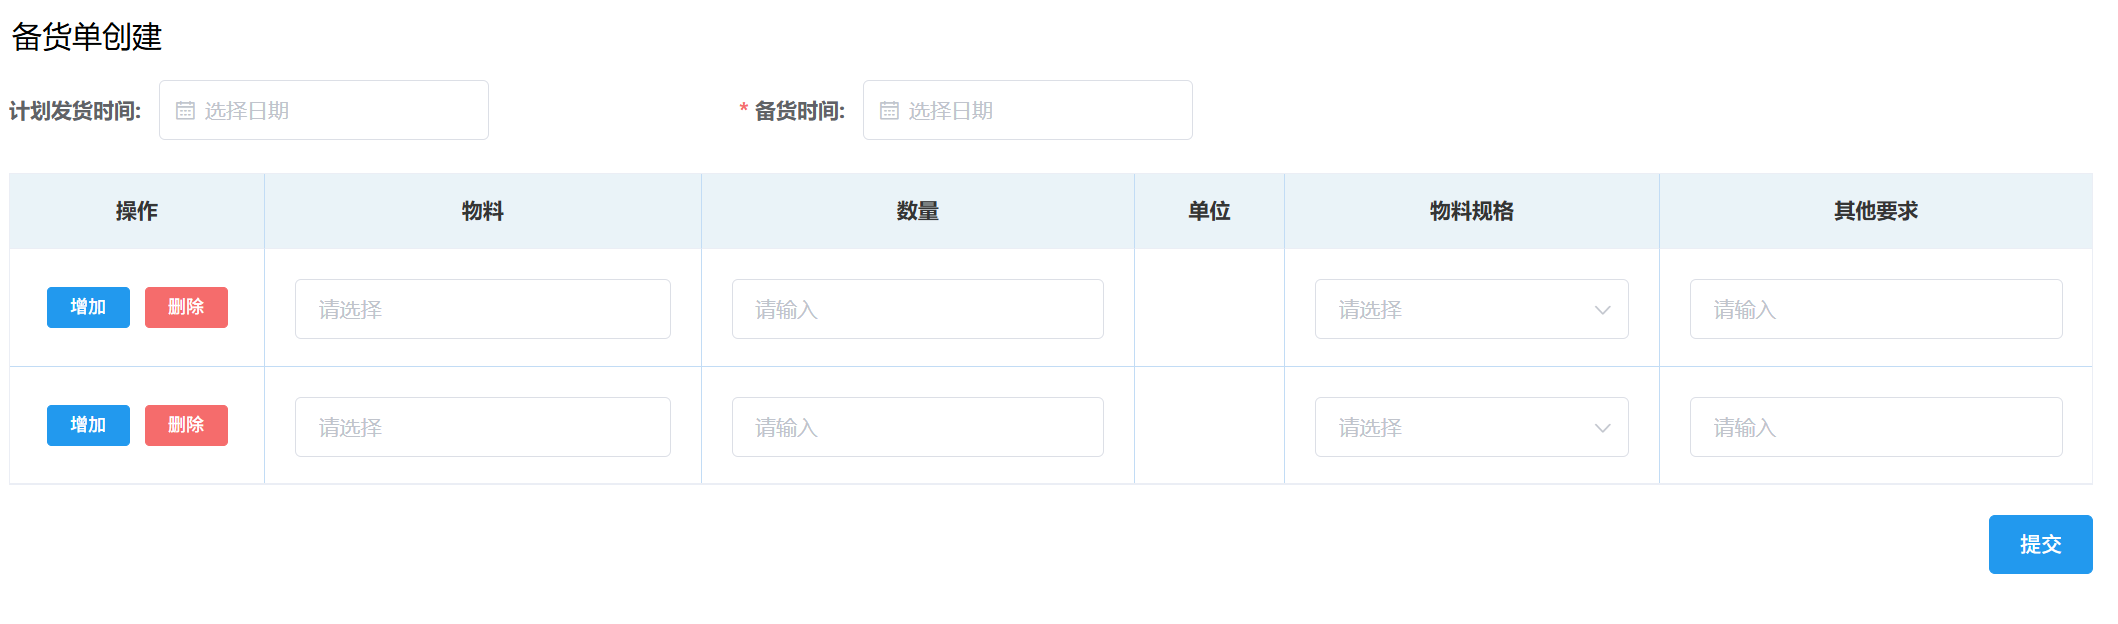 备货单创建
计划发货时间: 选择日期 * 备货时间: 选择日期
操作 物料 数量 单位 物料规格 其他要求
增加 删除 请选择 请输入 请选择 请输入
增加 删除 请选择 请输入 请选择 请输入
提交